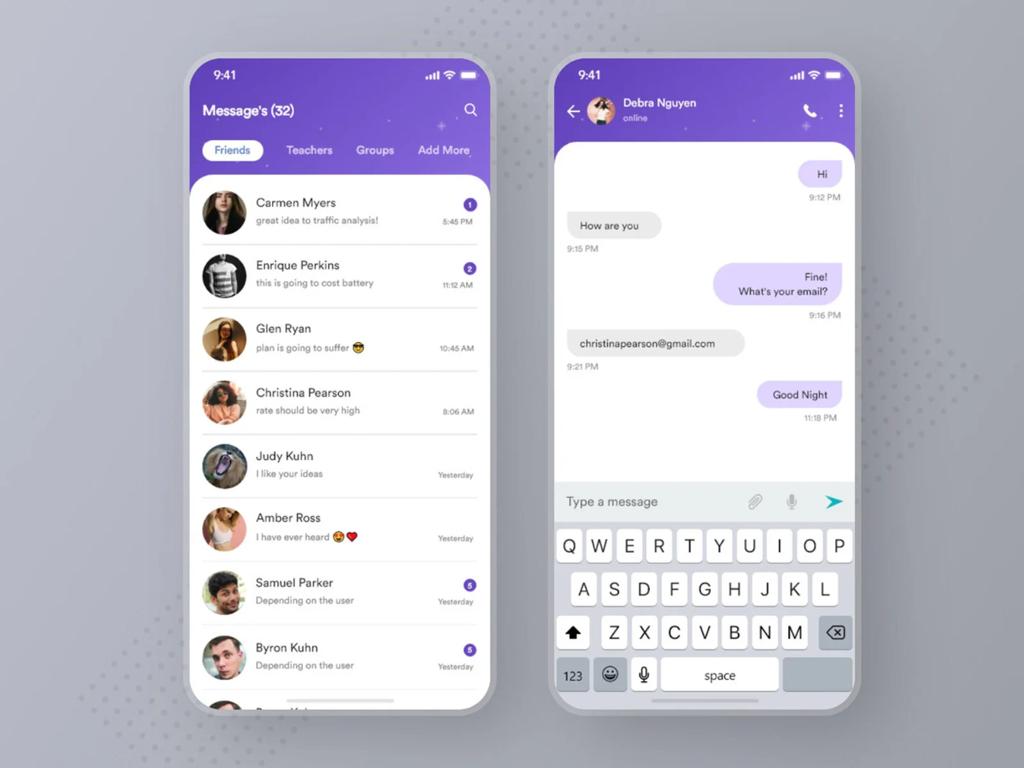 9:41
Message's (32)
Friends
Teachers
Groups
Add More
Carmen Myers
1
great idea to traffic analysis!
5:45 PM
Enrique Perkins
2
this is going to cost battery
11:12 AM
Glen Ryan
plan is going to suffer 😎
10:45 AM
Christina Pearson
rate should be very high
8:06 AM
Judy Kuhn
I like your ideas
Yesterday
Amber Ross
I have ever heard 😍❤️
Yesterday
Samuel Parker
5
Depending on the user
Yesterday
Byron Kuhn
5
Depending on the user
Yesterday
9:41
Debra Nguyen
online
Hi
9:12 PM
How are you
9:15 PM
Fine!
What's your email?
9:16 PM
christinapearson@gmail.com
9:21 PM
Good Night
11:18 PM
Type a message
Q W E R T Y U I O P
A S D F G H J K L
Z X C V B N M
123
space